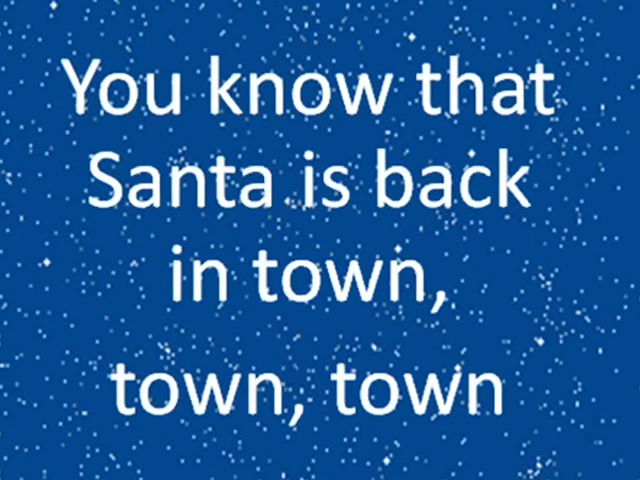 You know that
Santa is back
in town,
town, town